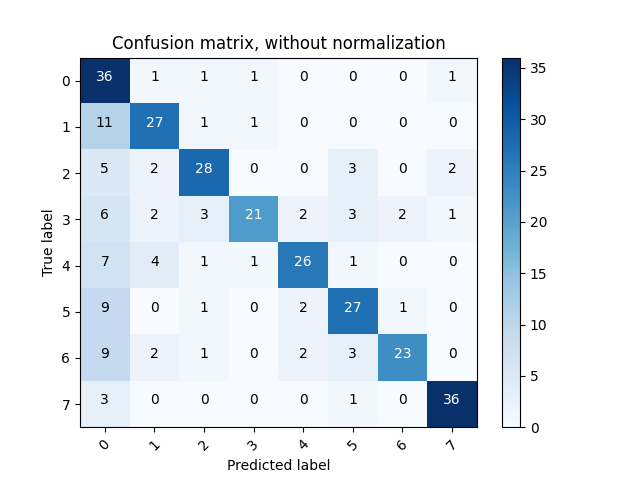 Confusion matrix, without normalization
0 36 1 1 1 0 0 0 1
1 11 27 1 1 0 0 0 0
2 5 2 28 0 0 3 0 2
3 6 2 3 21 2 3 2 1
4 7 4 1 1 26 1 0 0
5 9 0 1 0 2 27 1 0
6 9 2 1 0 2 3 23 0
7 3 0 0 0 0 1 0 36
0 1 2 3 4 5 6 7
True label
Predicted label
35
30
25
20
15
10
5
0